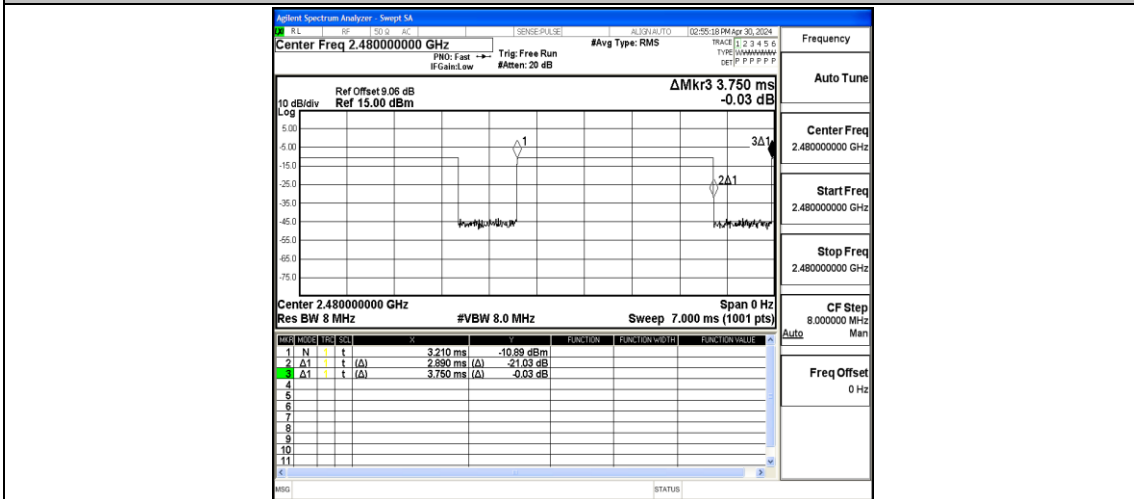 Agilent Spectrum Analyzer - Swept SA
RL RF 50 Ω AC SENSE:PULSE ALIGN AUTO 02:55:18 PM Apr 30, 2024
Center Freq 2.480000000 GHz
#Avg Type: RMS
TRACE 1 2 3 4 5 6
PNO: Fast Trig: Free Run
TYPE
IFGain:Low #Atten: 20 dB
DET P P P P P P
ΔMkr3 3.750 ms
-0.03 dB
Ref Offset 9.06 dB
10 dB/div Ref 15.00 dBm
Log
5.00
-5.00
-15.0
-25.0
-35.0
-45.0
-55.0
-65.0
-75.0
1
3Δ1
2Δ1
Center 2.480000000 GHz Span 0 Hz
Res BW 8 MHz #VBW 8.0 MHz Sweep 7.000 ms (1001 pts)
MKR MODE TRC SCL X Y FUNCTION FUNCTION WIDTH FUNCTION VALUE
1 N 1 t 3.210 ms -10.89 dBm
2 Δ1 1 t (Δ) 2.890 ms (Δ) -21.03 dB
3 Δ1 1 t (Δ) 3.750 ms (Δ) -0.03 dB
4
5
6
7
8
9
10
11
MSG STATUS
Frequency
Auto Tune
Center Freq
2.480000000 GHz
Start Freq
2.480000000 GHz
Stop Freq
2.480000000 GHz
CF Step
8.000000 MHz
Auto Man
Freq Offset
0 Hz